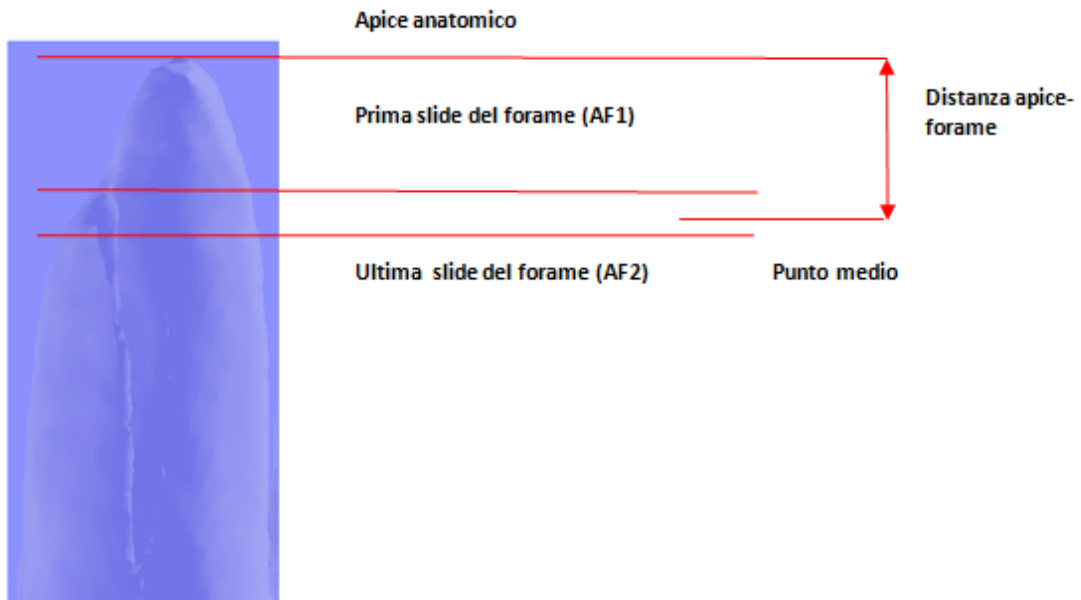 Apice anatomico
Distanza apice-
forame
Prima slide del forame (AF1)
Ultima  slide del forame (AF2)
Punto medio